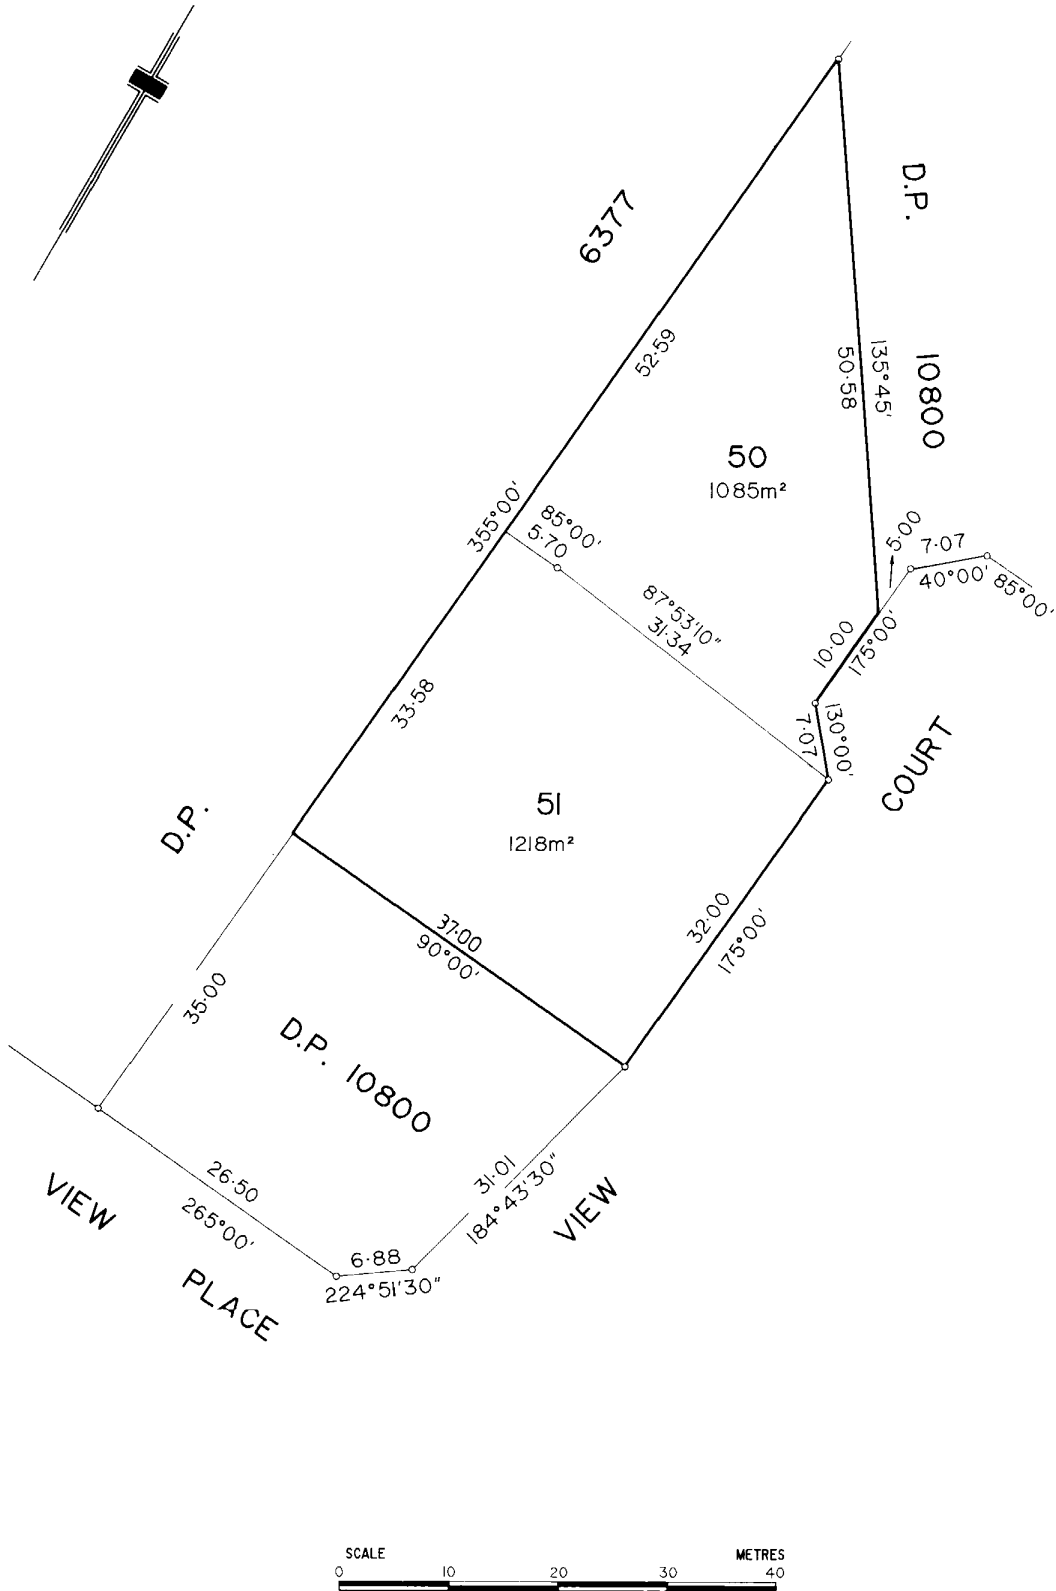 D.P.
10800
6377
52·59
135°45'
50·58
50
1085m²
355°00'
85°00'
5·70
5·00
7·07
40°00'
85°00'
87°53'10"
31·34
10·00
175°00'
33·58
7·07
130°00'
COURT
51
1218m²
D.P.
32·00
175°00'
37·00
90°00'
35·00
D.P. 10800
31·01
184°43'30"
VIEW
26·50
265°00'
VIEW
PLACE
6·88
224°51'30"
SCALE METRES
0 10 20 30 40